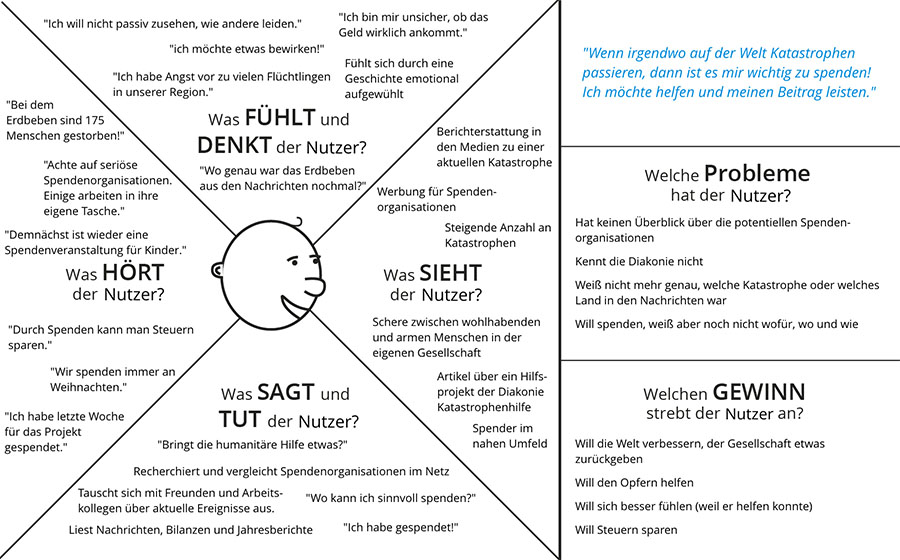 "Ich will nicht passiv zusehen, wie andere leiden."
"Ich bin mir unsicher, ob das
Geld wirklich ankommt."
"ich möchte etwas bewirken!"
Fühlt sich durch eine
Geschichte emotional
aufgewühlt
"Ich habe Angst vor zu vielen Flüchtlingen
in unserer Region."
Was FÜHLT und
DENKT der Nutzer?
"Wo genau war das Erdbeben
aus den Nachrichten nochmal?"
"Bei dem
Erdbeben sind 175
Menschen gestorben!"
"Achte auf seriöse
Spendenorganisationen.
Einige arbeiten in ihre
eigene Tasche."
"Demnächst ist wieder eine
Spendenveranstaltung für Kinder."
Was HÖRT
der Nutzer?
"Durch Spenden kann man Steuern
sparen."
"Wir spenden immer an
Weihnachten."
"Ich habe letzte Woche
für das Projekt
gespendet."
Berichterstattung in
den Medien zu einer
aktuellen Katastrophe
Werbung für Spenden-
organisationen
Steigende Anzahl an
Katastrophen
Was SIEHT
der Nutzer?
Schere zwischen wohlhabenden
und armen Menschen in der
eigenen Gesellschaft
Artikel über ein Hilfs-
projekt der Diakonie
Katastrophenhilfe
Spender im
nahen Umfeld
Was SAGT und
TUT der Nutzer?
"Bringt die humanitäre Hilfe etwas?"
Recherchiert und vergleicht Spendenorganisationen im Netz
Tauscht sich mit Freunden und Arbeits-
kollegen über aktuelle Ereignisse aus.
"Wo kann ich sinnvoll spenden?"
Liest Nachrichten, Bilanzen und Jahresberichte
"Ich habe gespendet!"
"Wenn irgendwo auf der Welt Katastrophen
passieren, dann ist es mir wichtig zu spenden!
Ich möchte helfen und meinen Beitrag leisten."
Welche Probleme
hat der Nutzer?
Hat keinen Überblick über die potentiellen Spenden-
organisationen
Kennt die Diakonie nicht
Weiß nicht mehr genau, welche Katastrophe oder welches
Land in den Nachrichten war
Will spenden, weiß aber noch nicht wofür, wo und wie
Welchen GEWINN
strebt der Nutzer an?
Will die Welt verbessern, der Gesellschaft etwas
zurückgeben
Will den Opfern helfen
Will sich besser fühlen (weil er helfen konnte)
Will Steuern sparen